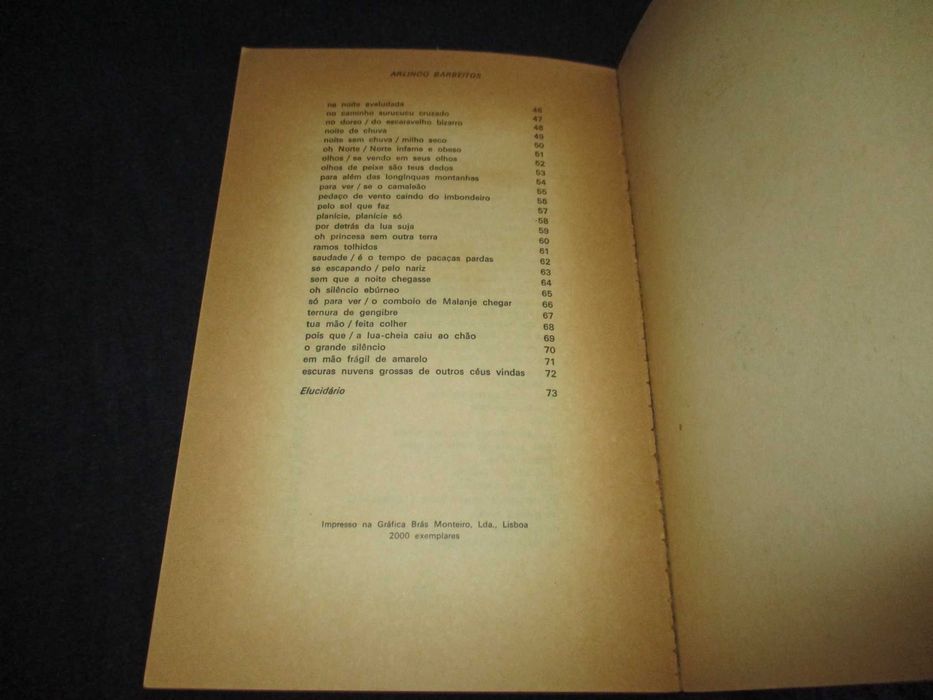 ARLINDO BARBEITOS
na noite aveludada 46
no caminho surucucu cruzado 47
no dorso / do escaravelho bizarro 48
noite de chuva 49
noite sem chuva / milho seco 50
oh Norte / Norte infame e obeso 51
olhos / se vendo em seus olhos 52
olhos de peixe são teus dedos 53
para além das longínquas montanhas 54
para ver / se o camaleão 55
pedaço de vento caindo do imbondeiro 56
pelo sol que faz 57
planície, planície só 58
por detrás da lua suja 59
oh princesa sem outra terra 60
ramos tolhidos 61
saudade / é o tempo de pacaças pardas 62
se escapando / pelo nariz 63
sem que a noite chegasse 64
oh silêncio ebúrneo 65
só para ver / o comboio de Malanje chegar 66
ternura de gengibre 67
tua mão / feita colher 68
pois que / a lua-cheia caiu ao chão 69
o grande silêncio 70
em mão frágil de amarelo 71
escuras nuvens grossas de outros céus vindas 72
Elucidário 73
Impresso na Gráfica Brás Monteiro, Lda., Lisboa
2000 exemplares